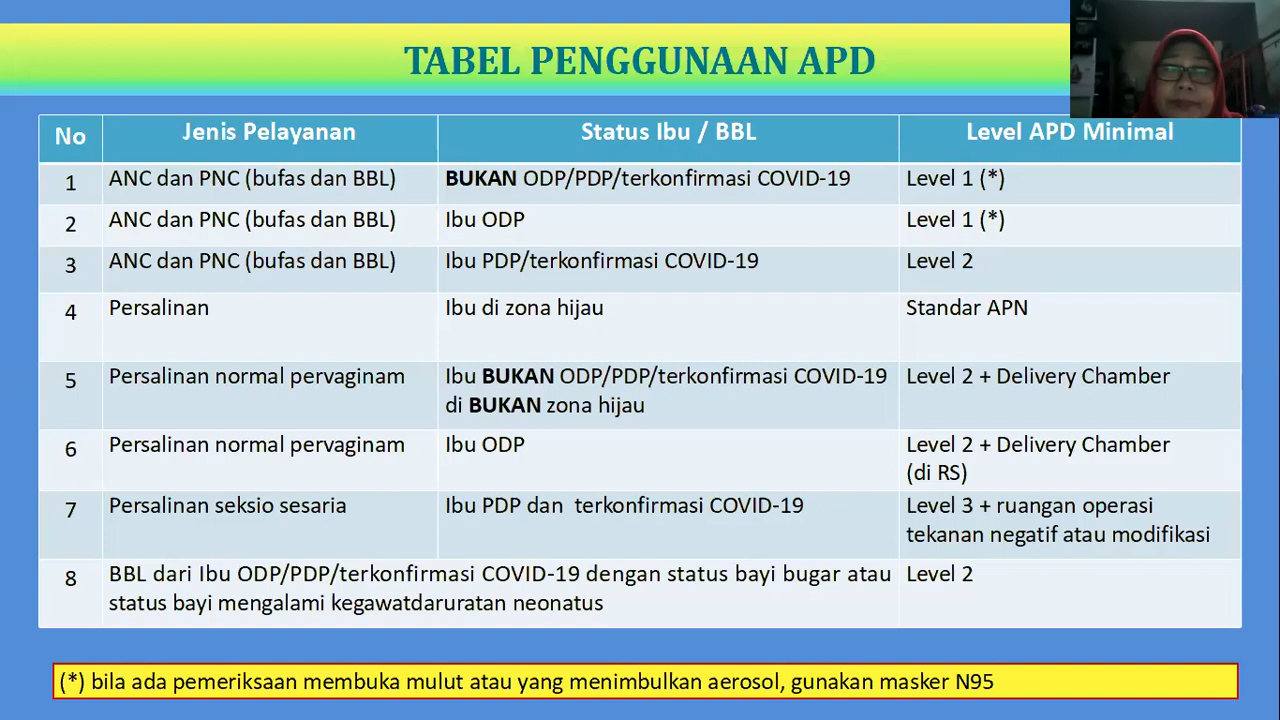 TABEL PENGGUNAAN APD
No Jenis Pelayanan Status Ibu / BBL Level APD Minimal
1 ANC dan PNC (bufas dan BBL) BUKAN ODP/PDP/terkonfirmasi COVID-19 Level 1 (*)
2 ANC dan PNC (bufas dan BBL) Ibu ODP Level 1 (*)
3 ANC dan PNC (bufas dan BBL) Ibu PDP/terkonfirmasi COVID-19 Level 2
4 Persalinan Ibu di zona hijau Standar APN
5 Persalinan normal pervaginam Ibu BUKAN ODP/PDP/terkonfirmasi COVID-19 Level 2 + Delivery Chamber
di BUKAN zona hijau
6 Persalinan normal pervaginam Ibu ODP Level 2 + Delivery Chamber
(di RS)
7 Persalinan seksio sesaria Ibu PDP dan terkonfirmasi COVID-19 Level 3 + ruangan operasi
tekanan negatif atau modifikasi
8 BBL dari Ibu ODP/PDP/terkonfirmasi COVID-19 dengan status bayi bugar atau Level 2
status bayi mengalami kegawatdaruratan neonatus
(*) bila ada pemeriksaan membuka mulut atau yang menimbulkan aerosol, gunakan masker N95